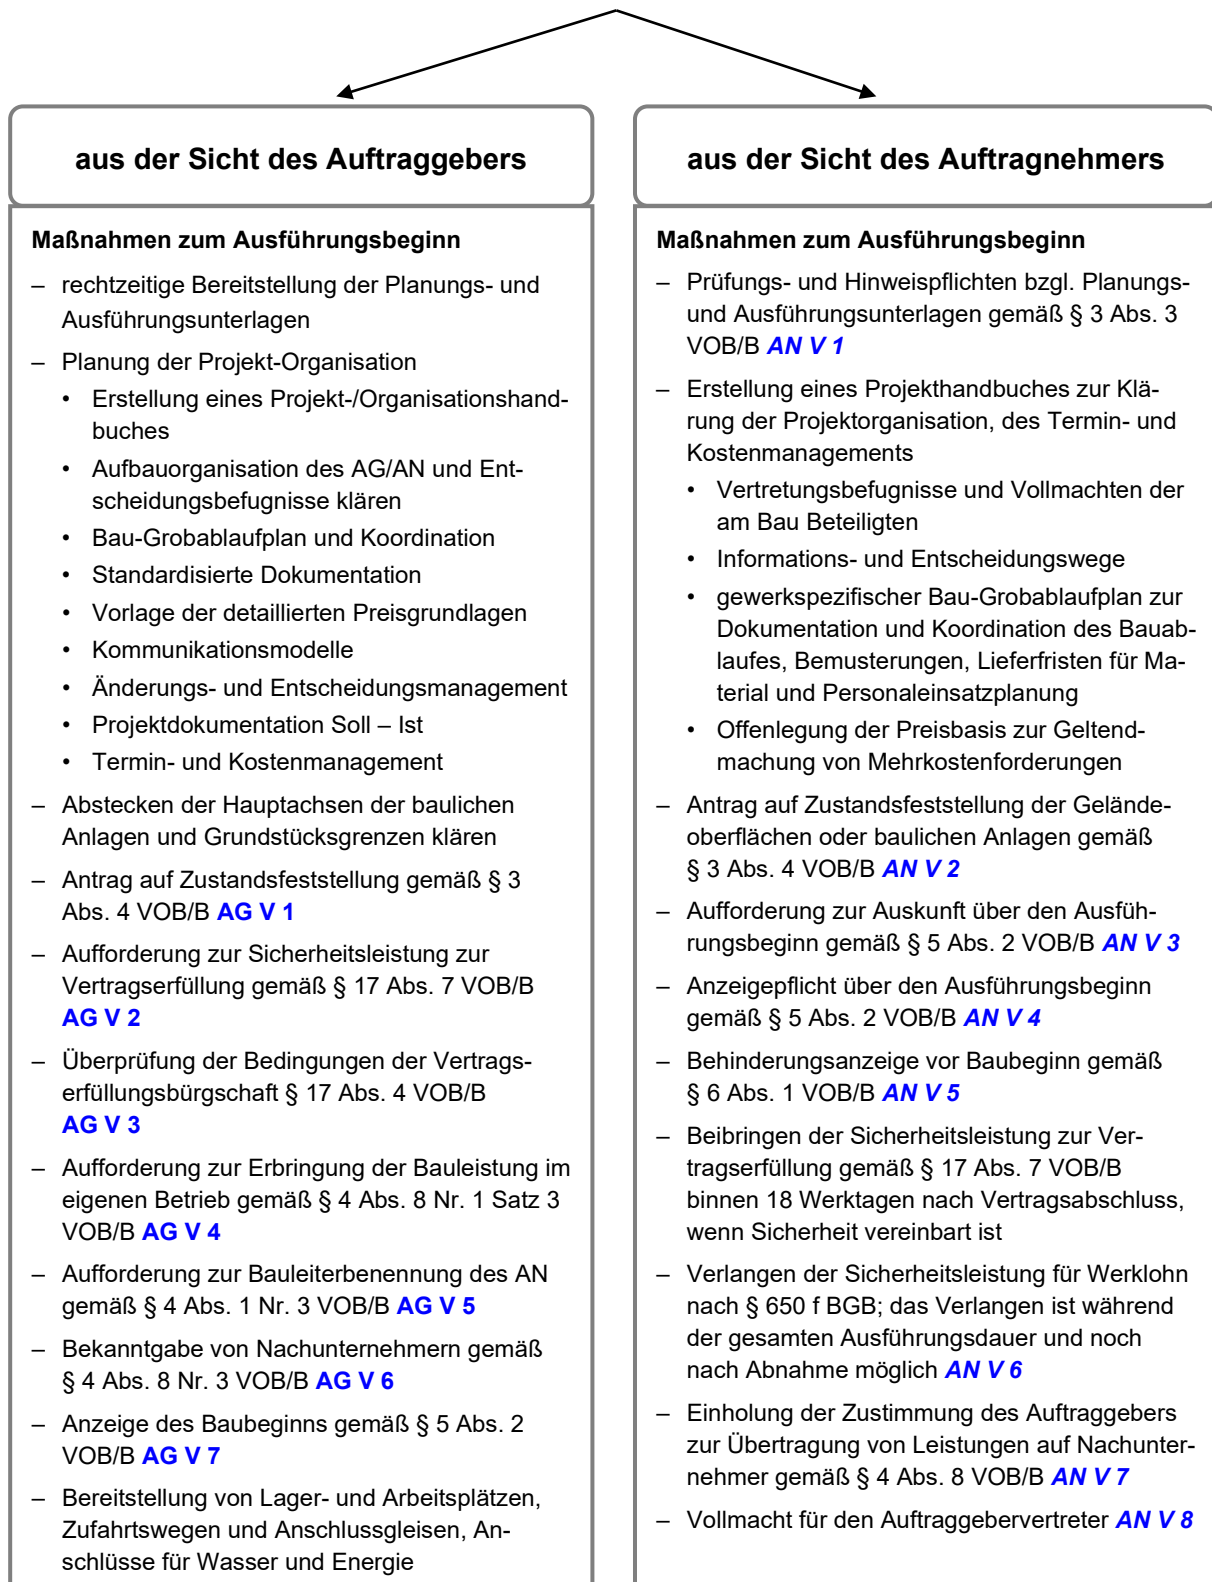 aus der Sicht des Auftraggebers
Maßnahmen zum Ausführungsbeginn
– rechtzeitige Bereitstellung der Planungs- und
Ausführungsunterlagen
– Planung der Projekt-Organisation
• Erstellung eines Projekt-/Organisationshand-
buches
• Aufbauorganisation des AG/AN und Ent-
scheidungsbefugnisse klären
• Bau-Grobablaufplan und Koordination
• Standardisierte Dokumentation
• Vorlage der detaillierten Preisgrundlagen
• Kommunikationsmodelle
• Änderungs- und Entscheidungsmanagement
• Projektdokumentation Soll – Ist
• Termin- und Kostenmanagement
– Abstecken der Hauptachsen der baulichen
Anlagen und Grundstücksgrenzen klären
– Antrag auf Zustandsfeststellung gemäß § 3
Abs. 4 VOB/B AG V 1
– Aufforderung zur Sicherheitsleistung zur
Vertragserfüllung gemäß § 17 Abs. 7 VOB/B
AG V 2
– Überprüfung der Bedingungen der Vertrags-
erfüllungsbürgschaft § 17 Abs. 4 VOB/B
AG V 3
– Aufforderung zur Erbringung der Bauleistung im
eigenen Betrieb gemäß § 4 Abs. 8 Nr. 1 Satz 3
VOB/B AG V 4
– Aufforderung zur Bauleiterbenennung des AN
gemäß § 4 Abs. 1 Nr. 3 VOB/B AG V 5
– Bekanntgabe von Nachunternehmern gemäß
§ 4 Abs. 8 Nr. 3 VOB/B AG V 6
– Anzeige des Baubeginns gemäß § 5 Abs. 2
VOB/B AG V 7
– Bereitstellung von Lager- und Arbeitsplätzen,
Zufahrtswegen und Anschlussgleisen, An-
schlüsse für Wasser und Energie
aus der Sicht des Auftragnehmers
Maßnahmen zum Ausführungsbeginn
– Prüfungs- und Hinweispflichten bzgl. Planungs-
und Ausführungsunterlagen gemäß § 3 Abs. 3
VOB/B AN V 1
– Erstellung eines Projekthandbuches zur Klä-
rung der Projektorganisation, des Termin- und
Kostenmanagements
• Vertretungsbefugnisse und Vollmachten der
am Bau Beteiligten
• Informations- und Entscheidungswege
• gewerkspezifischer Bau-Grobablaufplan zur
Dokumentation und Koordination des Bauab-
laufes, Bemusterungen, Lieferfristen für Ma-
terial und Personaleinsatzplanung
• Offenlegung der Preisbasis zur Geltend-
machung von Mehrkostenforderungen
– Antrag auf Zustandsfeststellung der Gelände-
oberflächen oder baulichen Anlagen gemäß
§ 3 Abs. 4 VOB/B AN V 2
– Aufforderung zur Auskunft über den Ausfüh-
rungsbeginn gemäß § 5 Abs. 2 VOB/B AN V 3
– Anzeigepflicht über den Ausführungsbeginn
gemäß § 5 Abs. 2 VOB/B AN V 4
– Behinderungsanzeige vor Baubeginn gemäß
§ 6 Abs. 1 VOB/B AN V 5
– Beibringen der Sicherheitsleistung zur Ver-
tragserfüllung gemäß § 17 Abs. 7 VOB/B
binnen 18 Werktagen nach Vertragsabschluss,
wenn Sicherheit vereinbart ist
– Verlangen der Sicherheitsleistung für Werklohn
nach § 650 f BGB; das Verlangen ist während
der gesamten Ausführungsdauer und noch
nach Abnahme möglich AN V 6
– Einholung der Zustimmung des Auftraggebers
zur Übertragung von Leistungen auf Nachunter-
nehmer gemäß § 4 Abs. 8 VOB/B AN V 7
– Vollmacht für den Auftraggebervertreter AN V 8